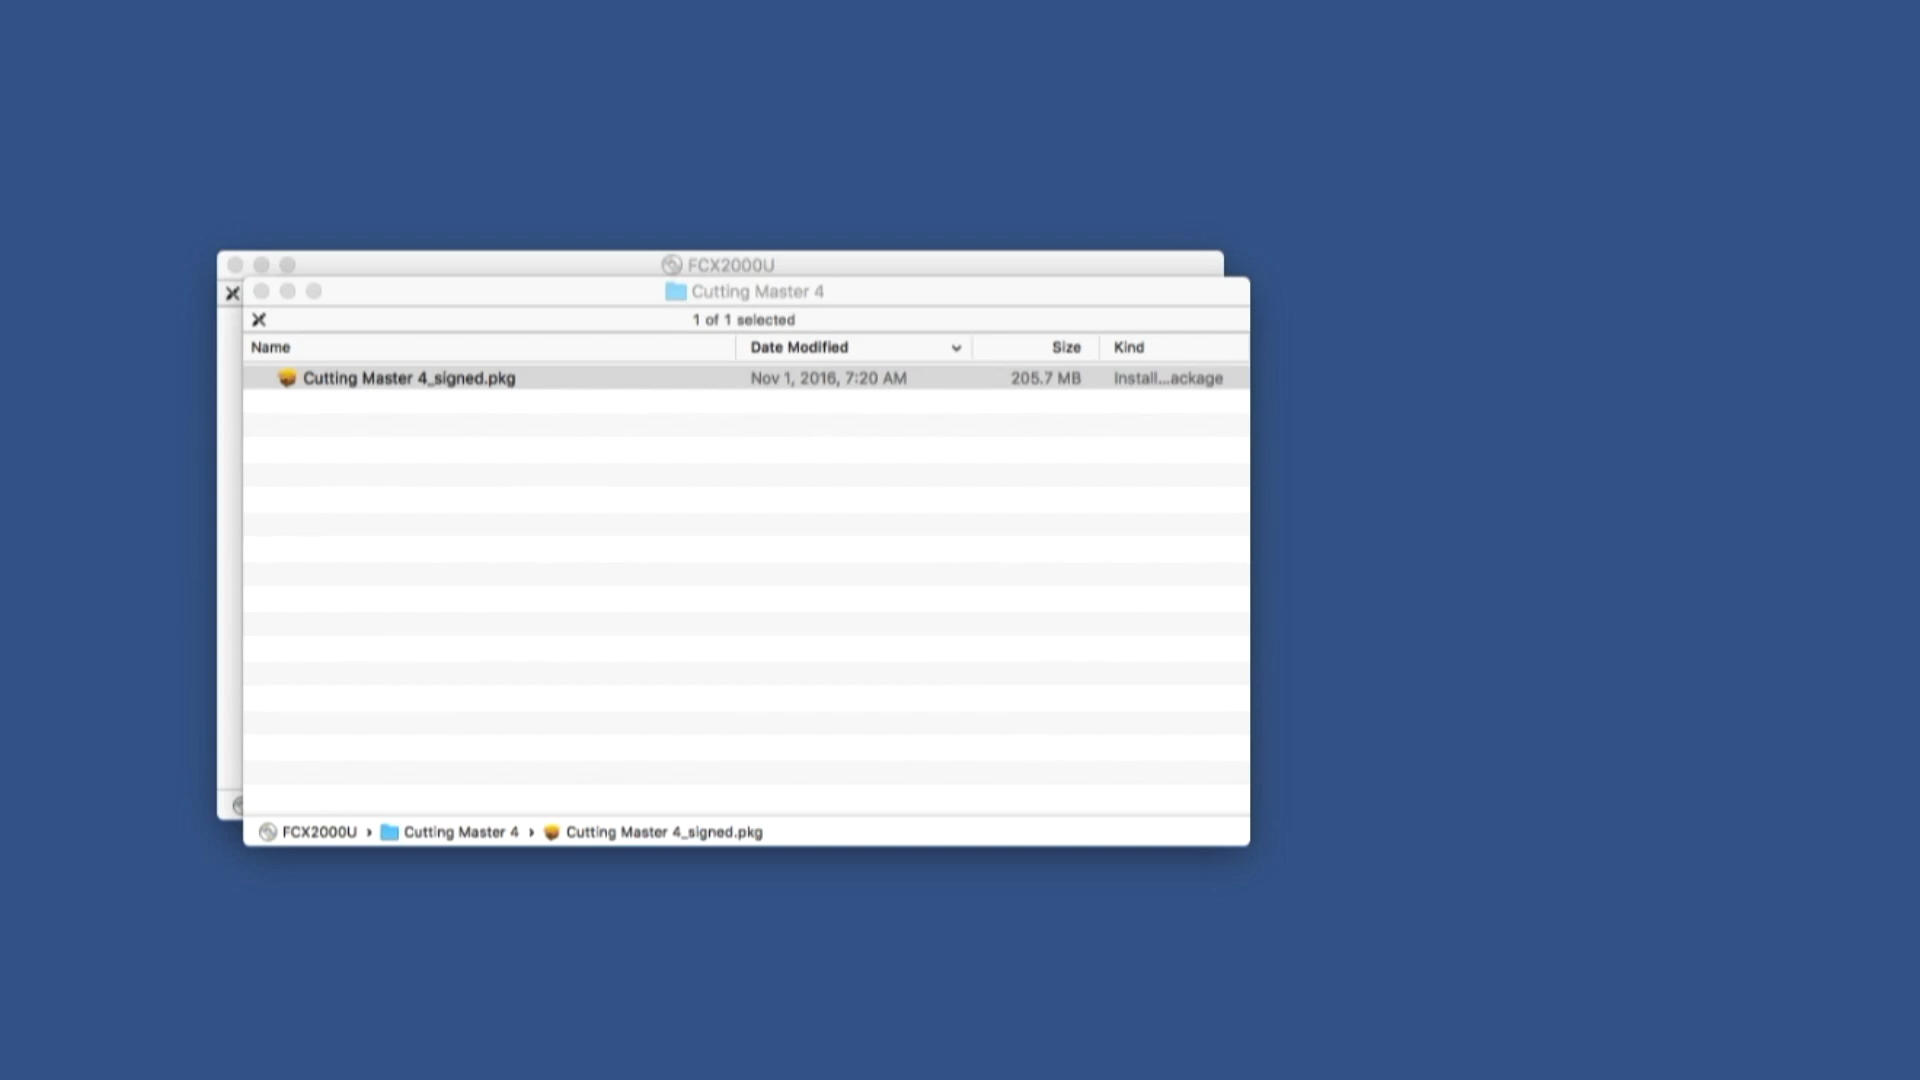 FCX2000U
Cutting Master 4
1 of 1 selected
Name Date Modified Size Kind
Cutting Master 4_signed.pkg Nov 1, 2016, 7:20 AM 205.7 MB Install...ackage
FCX2000U › Cutting Master 4 › Cutting Master 4_signed.pkg